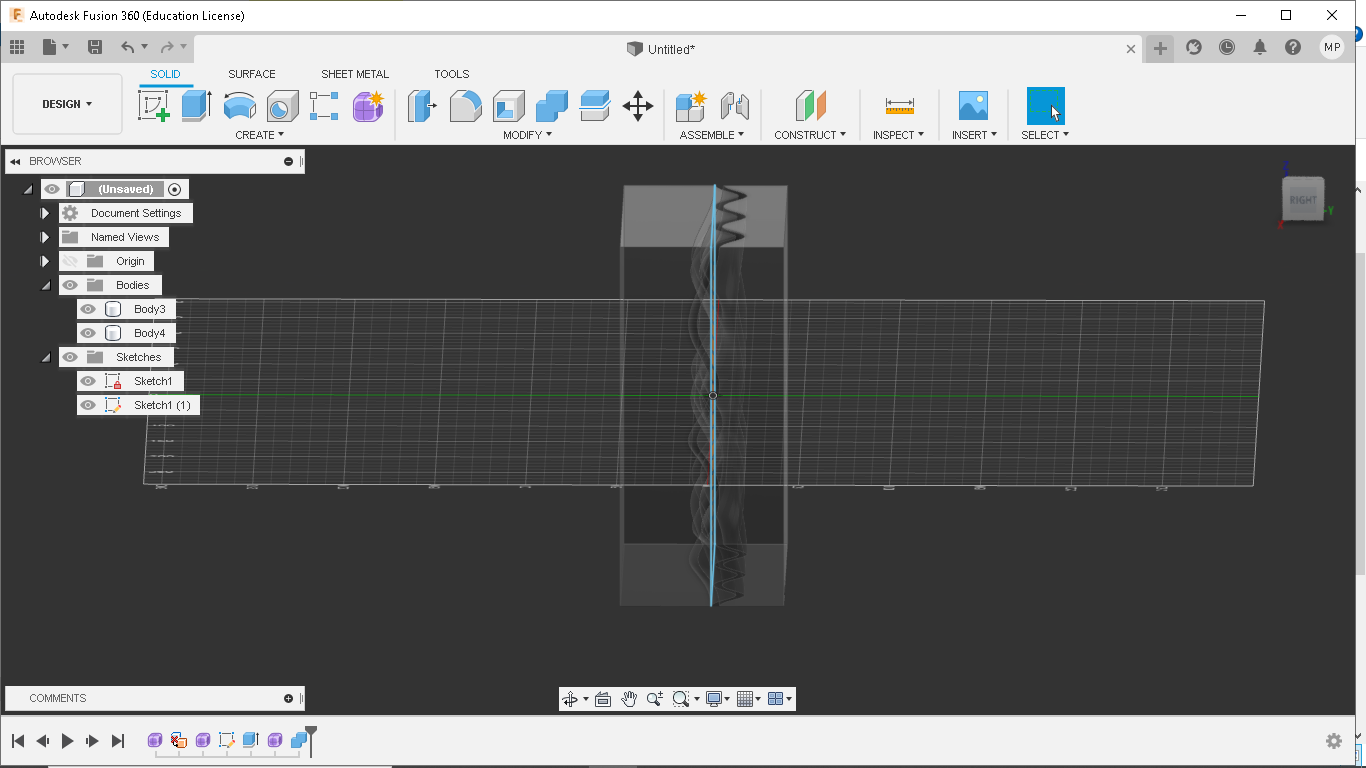 Autodesk Fusion 360 (Education License)
Untitled*
MP
DESIGN
SOLID SURFACE SHEET METAL TOOLS
CREATE MODIFY ASSEMBLE CONSTRUCT INSPECT INSERT SELECT
BROWSER
(Unsaved)
Document Settings
Named Views
Origin
Bodies
Body3
Body4
Sketches
Sketch1
Sketch1 (1)
Z
RIGHT
Y
X
COMMENTS